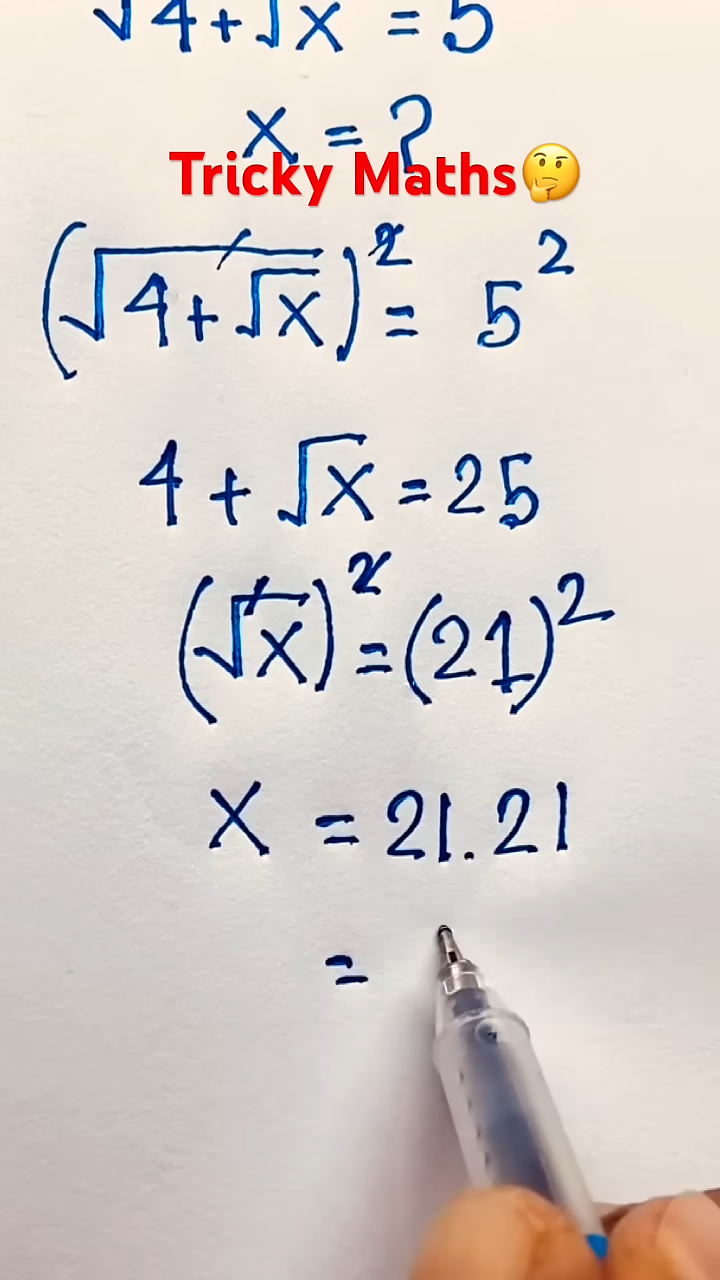 √4+√x = 5
x = ?
Tricky Maths🤔
(√4+√x)² = 5²
4 + √x = 25
(√x)² = (21)²
x = 21.21
=